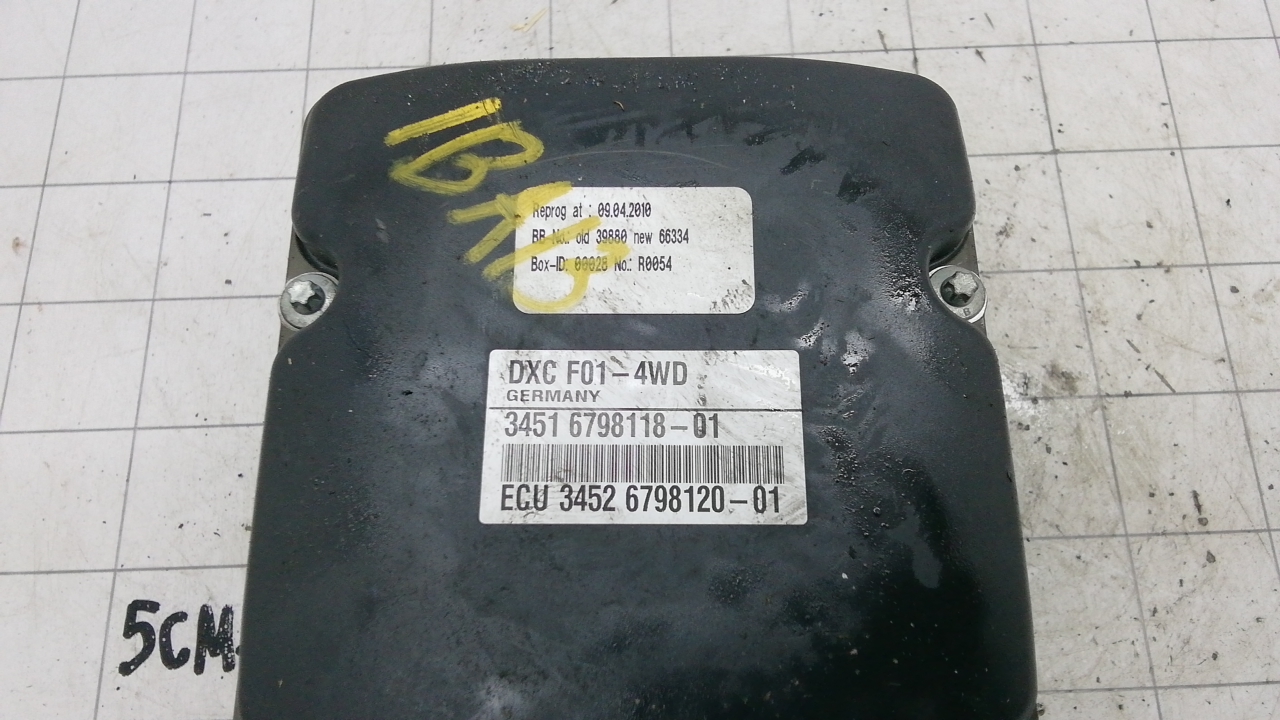 Reprog at : 09.04.2010
BB-No.: old 39880 new 66334
Box-ID: 00028 No.: R0054
DXC F01-4WD
GERMANY
3451 6798118-01
ECU 3452 6798120-01
5CM